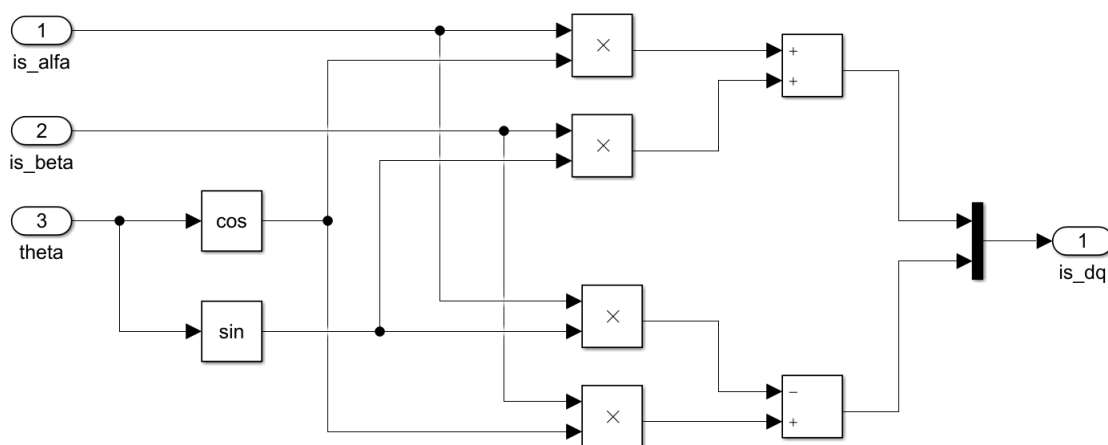 1
is_alfa
×
+
+
2
is_beta
×
3
theta
cos
1
is_dq
sin
×
−
+
×